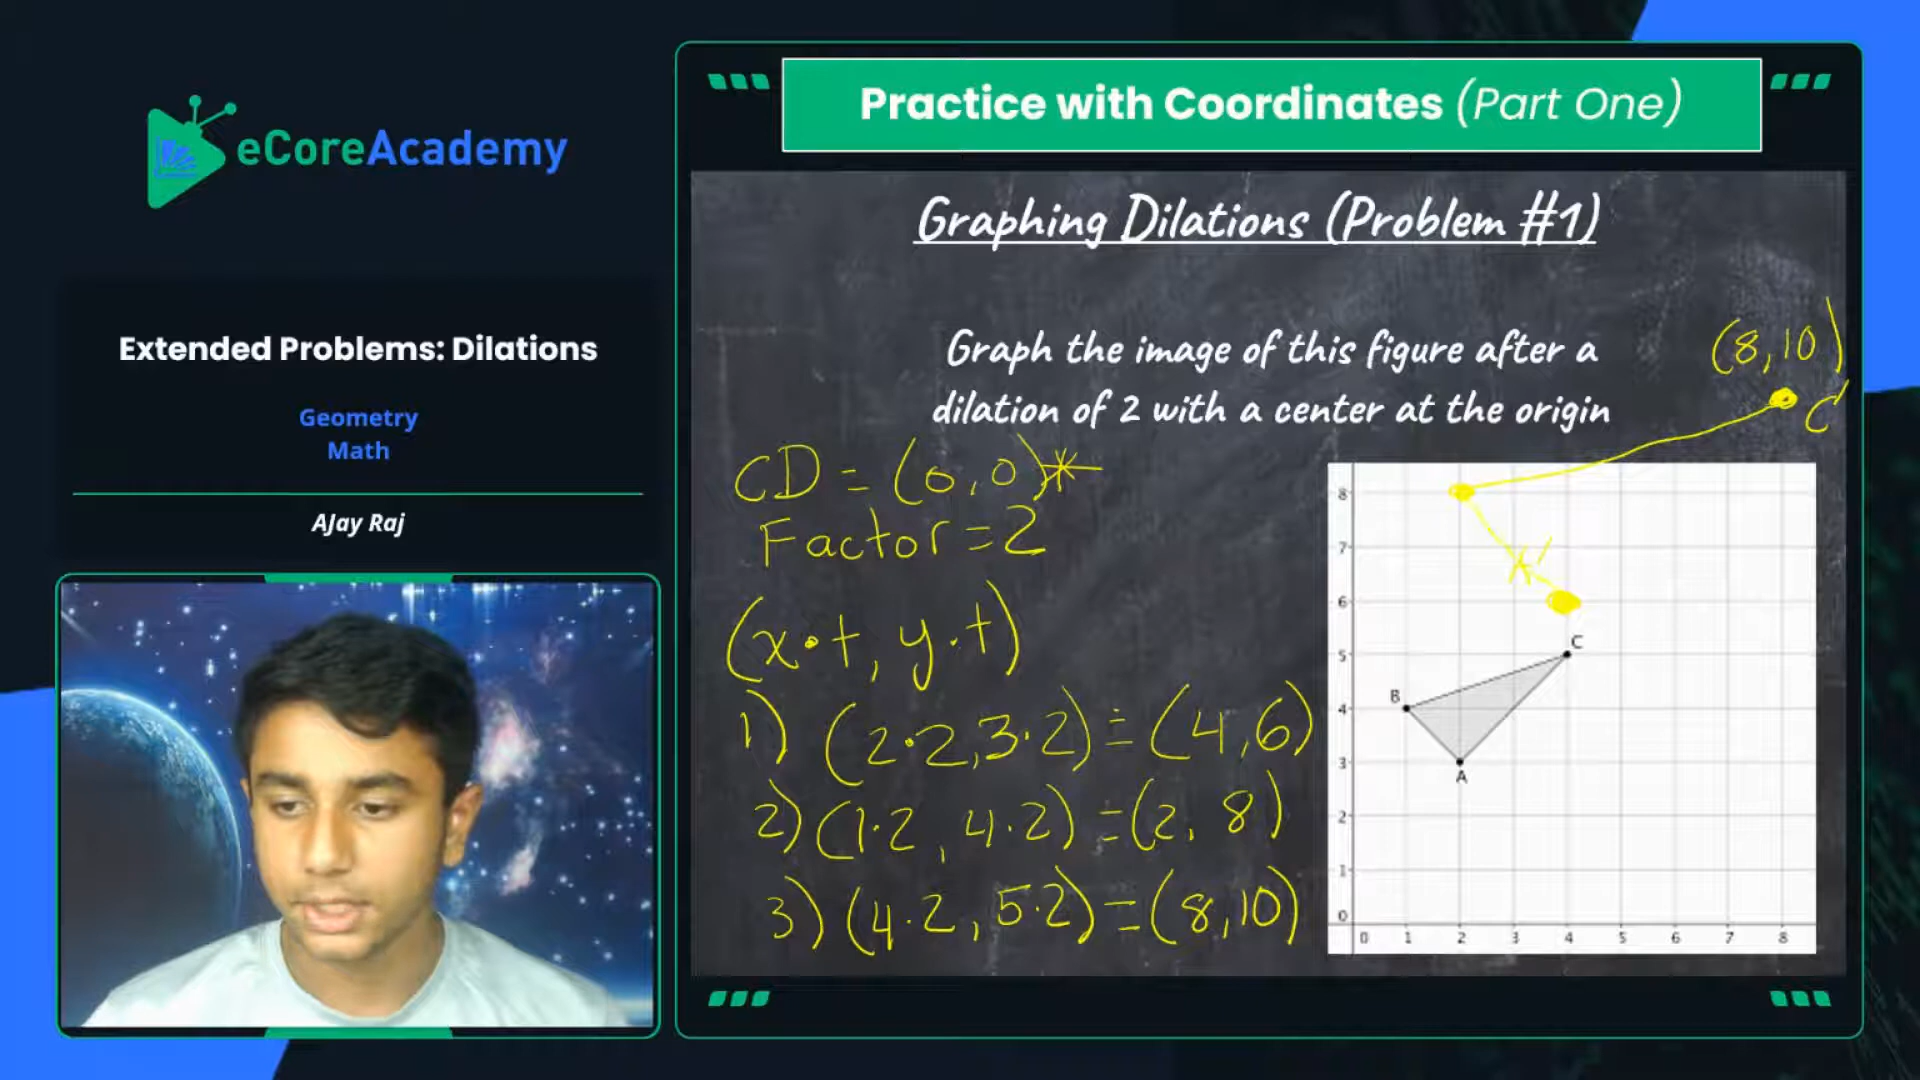 eCoreAcademy
Extended Problems: Dilations
Geometry
Math
AJay Raj
Practice with Coordinates (Part One)
Graphing Dilations (Problem #1)
Graph the image of this figure after a
dilation of 2 with a center at the origin
(8,10)
C'
CD = (0,0)*
Factor = 2
(x·t, y·t)
1) (2·2,3·2) = (4,6)
2) (1·2, 4·2) = (2, 8)
3) (4·2, 5·2) = (8,10)
8
7
6
C
5
B
4
3
A
2
1
0
0 1 2 3 4 5 6 7 8